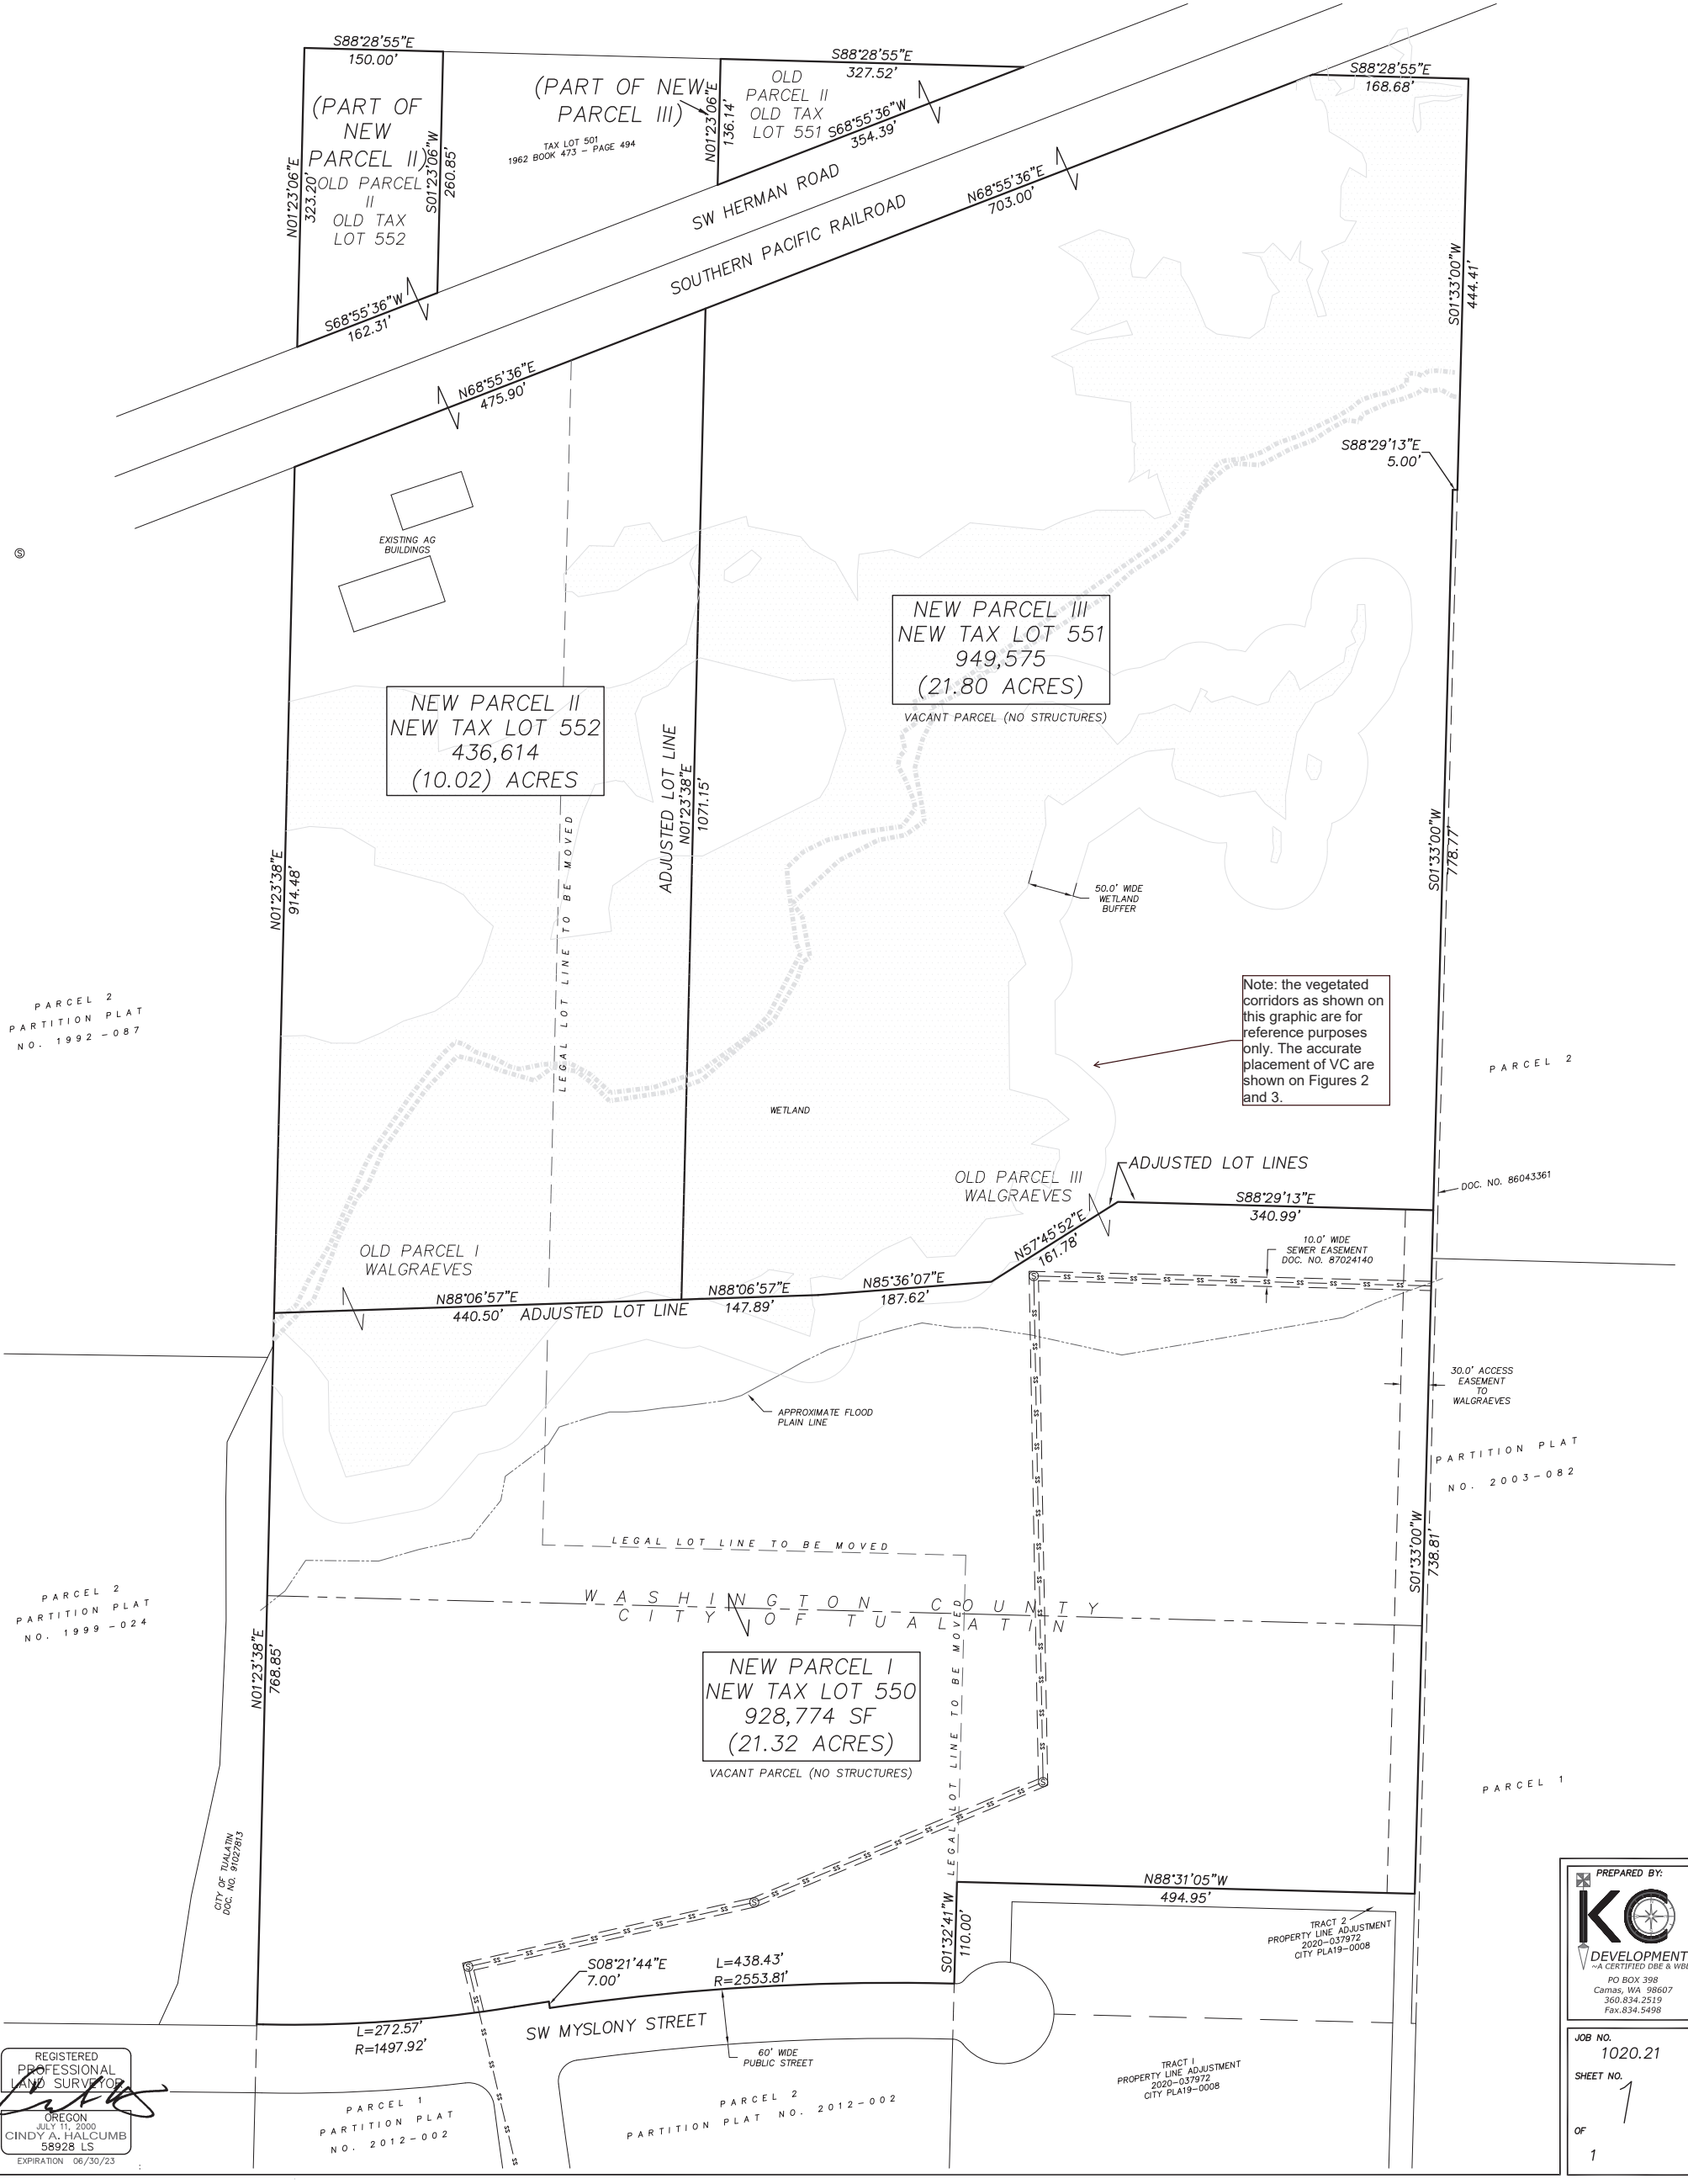 S88°28'55"E
150.00'
(PART OF
NEW
PARCEL II)
OLD PARCEL
II
OLD TAX
LOT 552
N01°23'06"E
323.20'
S01°23'06"W
260.85'
S68°55'36"W
162.31'
(PART OF NEW
PARCEL III)
TAX LOT 501
1962 BOOK 473 - PAGE 494
N01°23'06"E
136.14'
S88°28'55"E
327.52'
OLD
PARCEL II
OLD TAX
LOT 551
S68°55'36"W
354.39'
S88°28'55"E
168.68'
SW HERMAN ROAD
SOUTHERN PACIFIC RAILROAD
N68°55'36"E
703.00'
N68°55'36"E
475.90'
S01°33'00"W
444.41'
S88°29'13"E
5.00'
S
EXISTING AG
BUILDINGS
NEW PARCEL III
NEW TAX LOT 551
949,575
(21.80 ACRES)
VACANT PARCEL (NO STRUCTURES)
NEW PARCEL II
NEW TAX LOT 552
436,614
(10.02) ACRES
ADJUSTED LOT LINE
N01°23'38"E
1071.15'
LEGAL LOT LINE TO BE MOVED
N01°23'38"E
914.48'
S01°33'00"W
778.77'
50.0' WIDE
WETLAND
BUFFER
Note: the vegetated
corridors as shown on
this graphic are for
reference purposes
only. The accurate
placement of VC are
shown on Figures 2
and 3.
PARCEL 2
PARTITION PLAT
NO. 1992-087
PARCEL 2
WETLAND
OLD PARCEL III
WALGRAEVES
ADJUSTED LOT LINES
DOC. NO. 86043361
S88°29'13"E
340.99'
N57°45'52"E
161.78'
10.0' WIDE
SEWER EASEMENT
DOC. NO. 87024140
OLD PARCEL I
WALGRAEVES
N88°06'57"E
440.50'
ADJUSTED LOT LINE
N88°06'57"E
147.89'
N85°36'07"E
187.62'
30.0' ACCESS
EASEMENT
TO
WALGRAEVES
APPROXIMATE FLOOD
PLAIN LINE
PARTITION PLAT
NO. 2003-082
S01°33'00"W
738.81'
LEGAL LOT LINE TO BE MOVED
WASHINGTON COUNTY
CITY OF TUALATIN
PARCEL 2
PARTITION PLAT
NO. 1999-024
N01°23'38"E
768.85'
LEGAL LOT LINE TO BE MOVED
NEW PARCEL I
NEW TAX LOT 550
928,774 SF
(21.32 ACRES)
VACANT PARCEL (NO STRUCTURES)
PARCEL 1
CITY OF TUALATIN
DOC. NO. 91027813
N88°31'05"W
494.95'
S01°32'41"W
110.00'
TRACT 2
PROPERTY LINE ADJUSTMENT
2020-037972
CITY PLA19-0008
S08°21'44"E
7.00'
L=438.43'
R=2553.81'
L=272.57'
R=1497.92'
SW MYSLONY STREET
60' WIDE
PUBLIC STREET
TRACT 1
PROPERTY LINE ADJUSTMENT
2020-037972
CITY PLA19-0008
PARCEL 1
PARTITION PLAT
NO. 2012-002
PARCEL 2
PARTITION PLAT NO. 2012-002
REGISTERED
PROFESSIONAL
LAND SURVEYOR
OREGON
JULY 11, 2000
CINDY A. HALCUMB
58928 LS
EXPIRATION 06/30/23
PREPARED BY:
KC
DEVELOPMENT
~A CERTIFIED DBE & WBE
PO BOX 398
Camas, WA 98607
360.834.2519
Fax.834.5498
JOB NO.
1020.21
SHEET NO.
1
OF
1